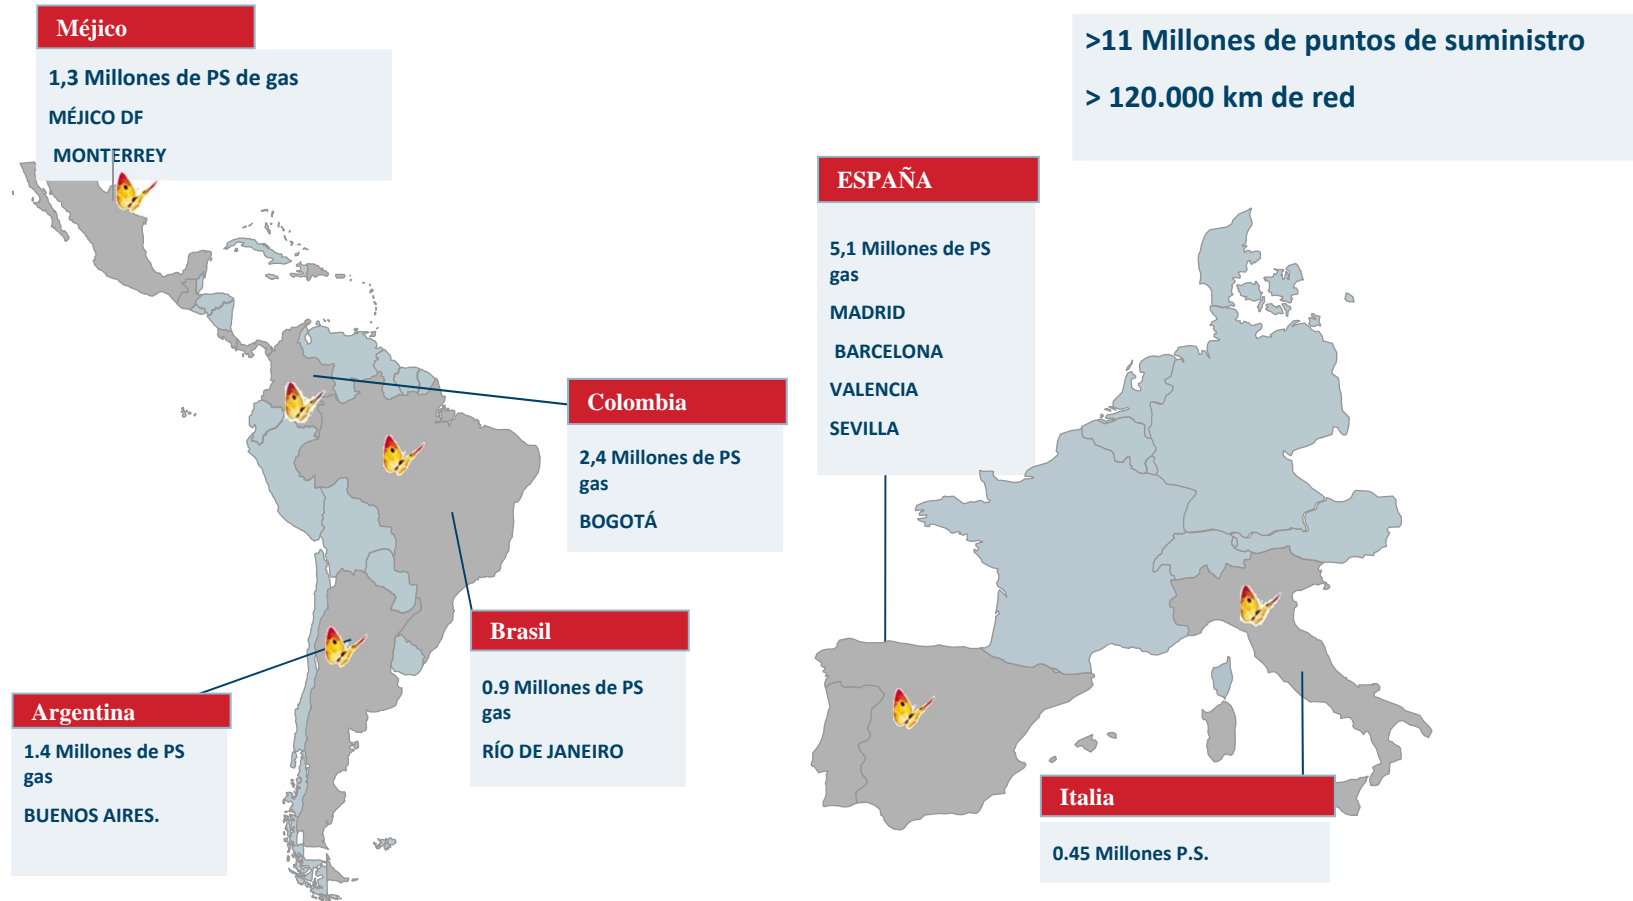 Méjico
1,3 Millones de PS de gas
MÉJICO DF
MONTERREY
>11 Millones de puntos de suministro
> 120.000 km de red
ESPAÑA
5,1 Millones de PS
gas
MADRID
BARCELONA
VALENCIA
SEVILLA
Colombia
2,4 Millones de PS
gas
BOGOTÁ
Brasil
0.9 Millones de PS
gas
RÍO DE JANEIRO
Argentina
1.4 Millones de PS
gas
BUENOS AIRES.
Italia
0.45 Millones P.S.